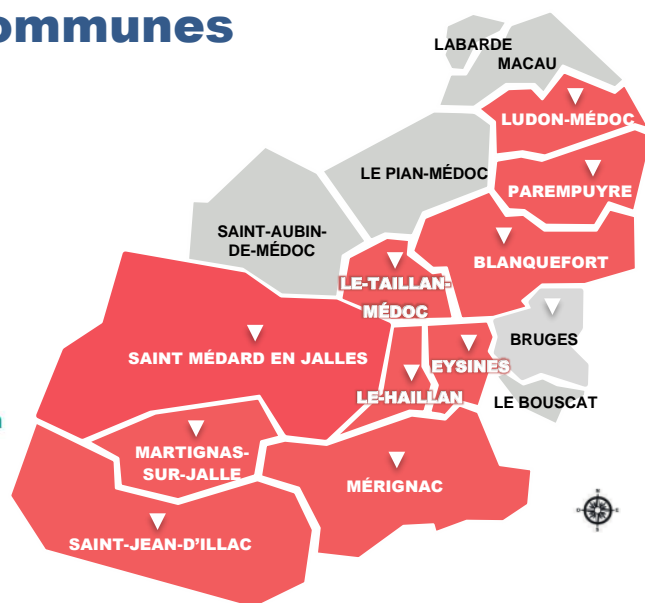 ommunes
LABARDE
MACAU
LUDON-MÉDOC
LE PIAN-MÉDOC
PAREMPUYRE
SAINT-AUBIN-
DE-MÉDOC
BLANQUEFORT
LE-TAILLAN-
MÉDOC
BRUGES
SAINT MÉDARD EN JALLES
EYSINES
LE-HAILLAN
LE BOUSCAT
MARTIGNAS-
SUR-JALLE
MÉRIGNAC
SAINT-JEAN-D'ILLAC